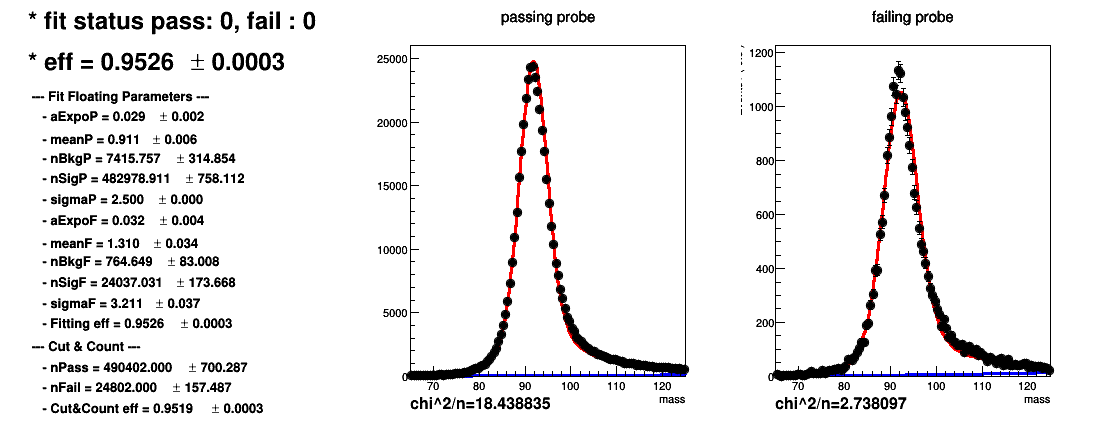 * fit status pass: 0, fail : 0
* eff = 0.9526 ± 0.0003
--- Fit Floating Parameters ---
- aExpoP = 0.029 ± 0.002
- meanP = 0.911 ± 0.006
- nBkgP = 7415.757 ± 314.854
- nSigP = 482978.911 ± 758.112
- sigmaP = 2.500 ± 0.000
- aExpoF = 0.032 ± 0.004
- meanF = 1.310 ± 0.034
- nBkgF = 764.649 ± 83.008
- nSigF = 24037.031 ± 173.668
- sigmaF = 3.211 ± 0.037
- Fitting eff = 0.9526 ± 0.0003
--- Cut & Count ---
- nPass = 490402.000 ± 700.287
- nFail = 24802.000 ± 157.487
- Cut&Count eff = 0.9519 ± 0.0003
passing probe
25000
20000
15000
10000
5000
0
70 80 90 100 110 120
mass
chi^2/n=18.438835
failing probe
1200
1000
800
600
400
200
0
70 80 90 100 110 120
mass
chi^2/n=2.738097